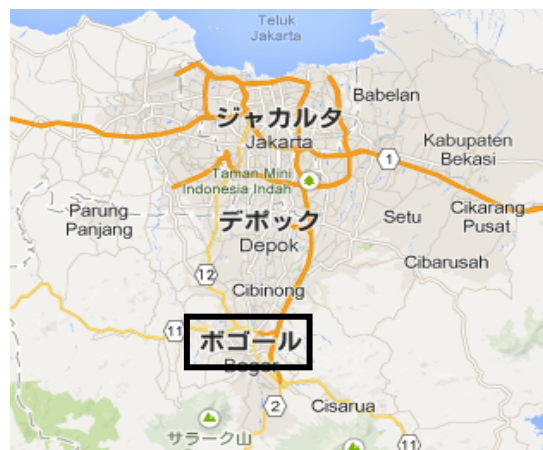 Teluk
Jakarta
Babelan
ジャカルタ
Jakarta
Kabupaten
Bekasi
1
Taman Mini
Indonesia Indah
Parung
Panjang
デポック
Depok
Setu
Cikarang
Pusat
Cibarusah
12
Cibinong
11
ボゴール
Bogor
2
Cisarua
サラーク山
11